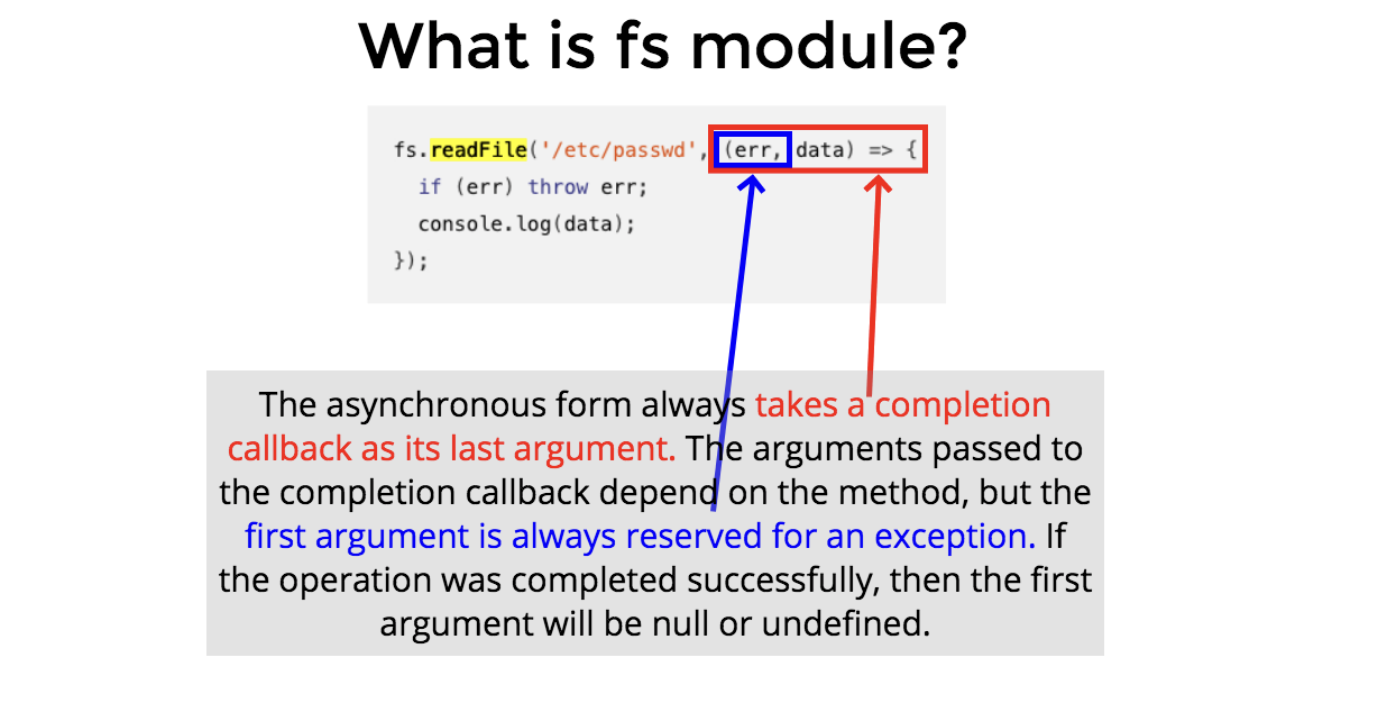 What is fs module?
fs.readFile('/etc/passwd', (err, data) => {
if (err) throw err;
console.log(data);
});
The asynchronous form always takes a completion
callback as its last argument. The arguments passed to
the completion callback depend on the method, but the
first argument is always reserved for an exception. If
the operation was completed successfully, then the first
argument will be null or undefined.